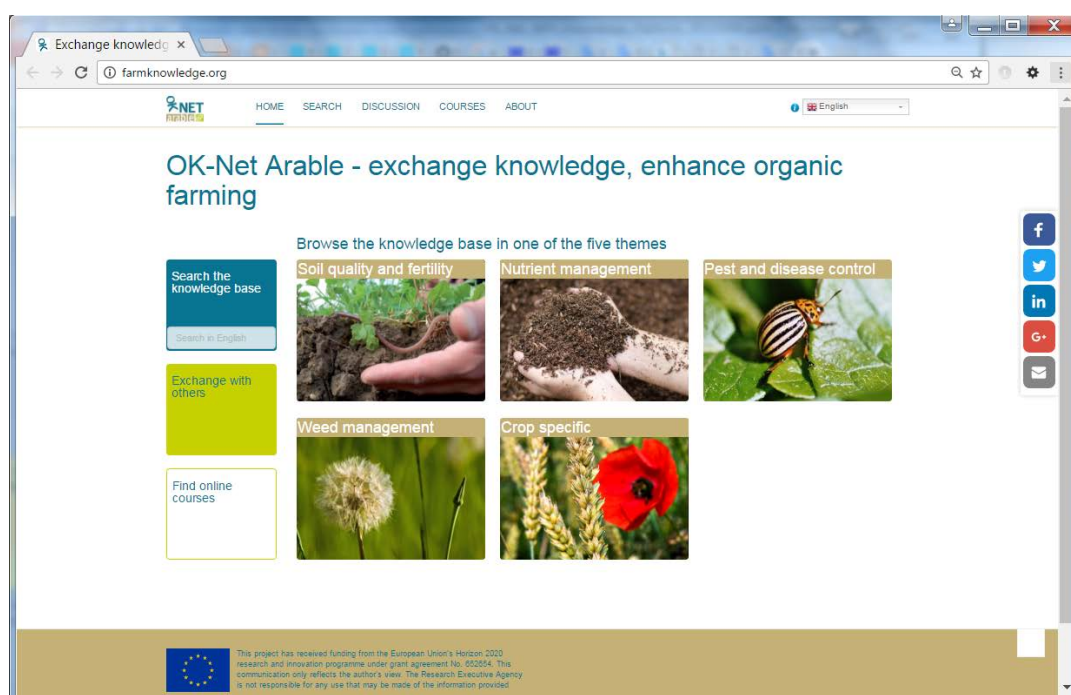 Exchange knowledg
farmknowledge.org
NET
arable
HOME
SEARCH
DISCUSSION
COURSES
ABOUT
English
OK-Net Arable - exchange knowledge, enhance organic
farming
Browse the knowledge base in one of the five themes
Search the
knowledge base
Search in English
Exchange with
others
Find online
courses
Soil quality and fertility
Nutrient management
Pest and disease control
Weed management
Crop specific
f
in
G+
This project has received funding from the European Union's Horizon 2020
research and innovation programme under grant agreement No. 652654. This
communication only reflects the author's view. The Research Executive Agency
is not responsible for any use that may be made of the information provided